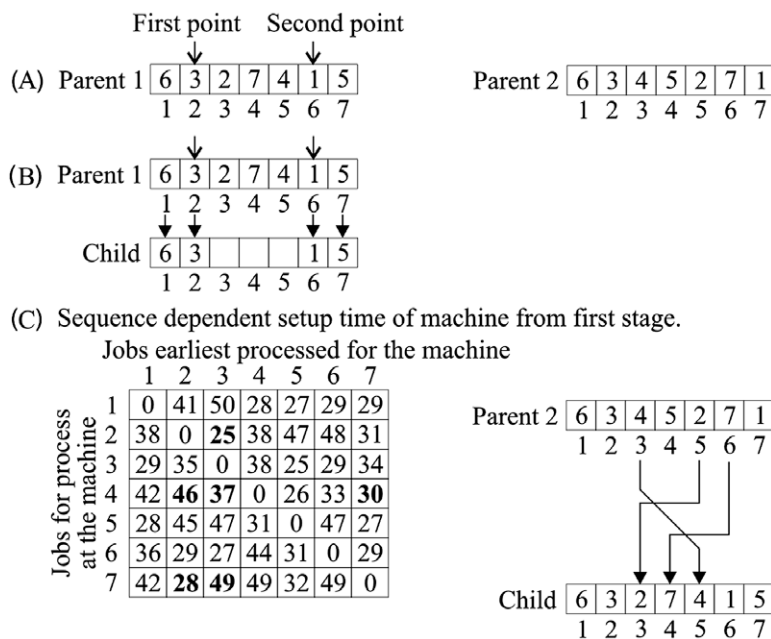 First point Second point
(A) Parent 1 6 3 2 7 4 1 5 Parent 2 6 3 4 5 2 7 1
1 2 3 4 5 6 7 1 2 3 4 5 6 7
(B) Parent 1 6 3 2 7 4 1 5
1 2 3 4 5 6 7
Child 6 3 1 5
1 2 3 4 5 6 7
(C) Sequence dependent setup time of machine from first stage.
Jobs earliest processed for the machine
1 2 3 4 5 6 7
Jobs for process
at the machine
1 0 41 50 28 27 29 29
2 38 0 25 38 47 48 31
3 29 35 0 38 25 29 34
4 42 46 37 0 26 33 30
5 28 45 47 31 0 47 27
6 36 29 27 44 31 0 29
7 42 28 49 49 32 49 0
Parent 2 6 3 4 5 2 7 1
1 2 3 4 5 6 7
Child 6 3 2 7 4 1 5
1 2 3 4 5 6 7